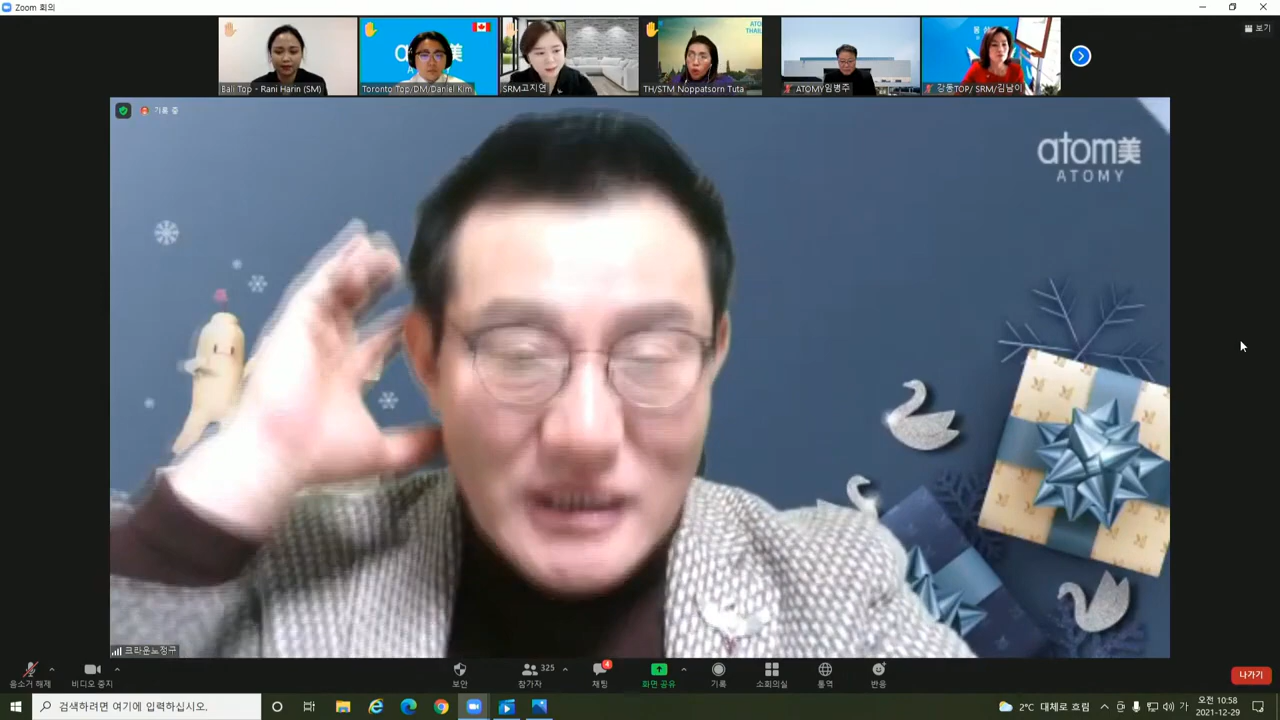 Zoom 회의
보기
Bali Top - Rani Harin (SM)
Toronto Top/DM/Daniel Kim
SRM고지연
TH/STM Noppatsorn Tuta
ATOMY임병주
강동TOP/ SRM/김남이
기록 중
atom美
ATOMY
크라운노정구
음소거 해제
비디오 중지
보안
325
참가자
4
채팅
화면 공유
기록
소회의실
통역
반응
나가기
검색하려면 여기에 입력하십시오.
2°C 대체로 흐림
가
오전 10:58
2021-12-29